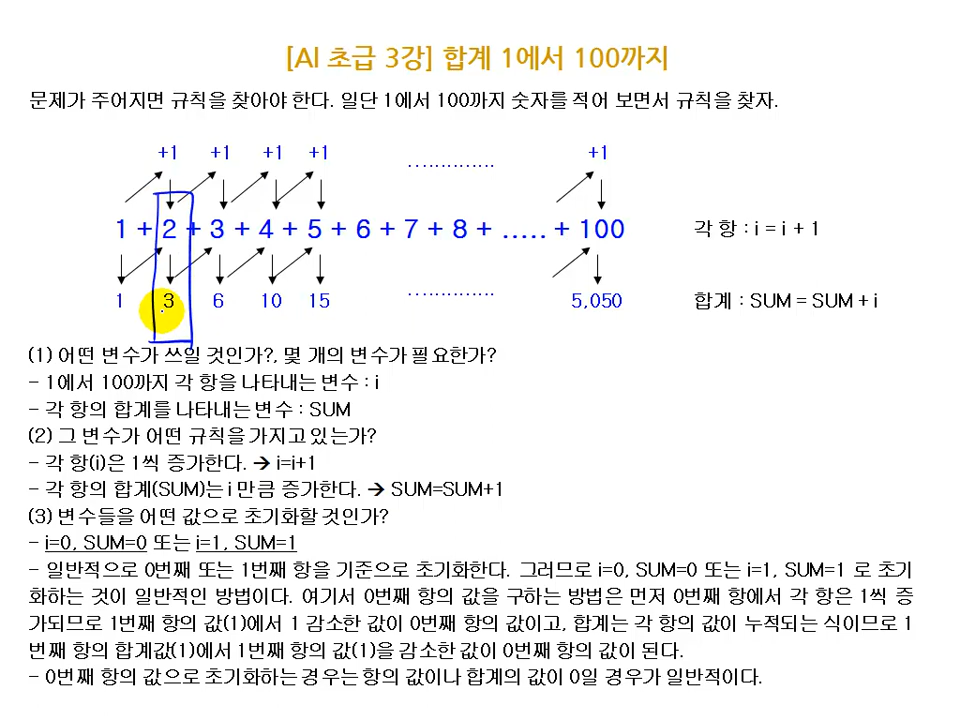 [AI 초급 3강] 합계 1에서 100까지
문제가 주어지면 규칙을 찾아야 한다. 일단 1에서 100까지 숫자를 적어 보면서 규칙을 찾자.
+1 +1 +1 +1 ............. +1
1 + 2 + 3 + 4 + 5 + 6 + 7 + 8 + ..... + 100 각 항 : i = i + 1
1 3 6 10 15 ............. 5,050 합계 : SUM = SUM + i
(1) 어떤 변수가 쓰일 것인가?, 몇 개의 변수가 필요한가?
- 1에서 100까지 각 항을 나타내는 변수 : i
- 각 항의 합계를 나타내는 변수 : SUM
(2) 그 변수가 어떤 규칙을 가지고 있는가?
- 각 항(i)은 1씩 증가한다. → i=i+1
- 각 항의 합계(SUM)는 i 만큼 증가한다. → SUM=SUM+1
(3) 변수들을 어떤 값으로 초기화할 것인가?
- i=0, SUM=0 또는 i=1, SUM=1
- 일반적으로 0번째 또는 1번째 항을 기준으로 초기화한다. 그러므로 i=0, SUM=0 또는 i=1, SUM=1 로 초기
화하는 것이 일반적인 방법이다. 여기서 0번째 항의 값을 구하는 방법은 먼저 0번째 항에서 각 항은 1씩 증
가되므로 1번째 항의 값(1)에서 1 감소한 값이 0번째 항의 값이고, 합계는 각 항의 값이 누적되는 식이므로 1
번째 항의 합계값(1)에서 1번째 항의 값(1)을 감소한 값이 0번째 항의 값이 된다.
- 0번째 항의 값으로 초기화하는 경우는 항의 값이나 합계의 값이 0일 경우가 일반적이다.